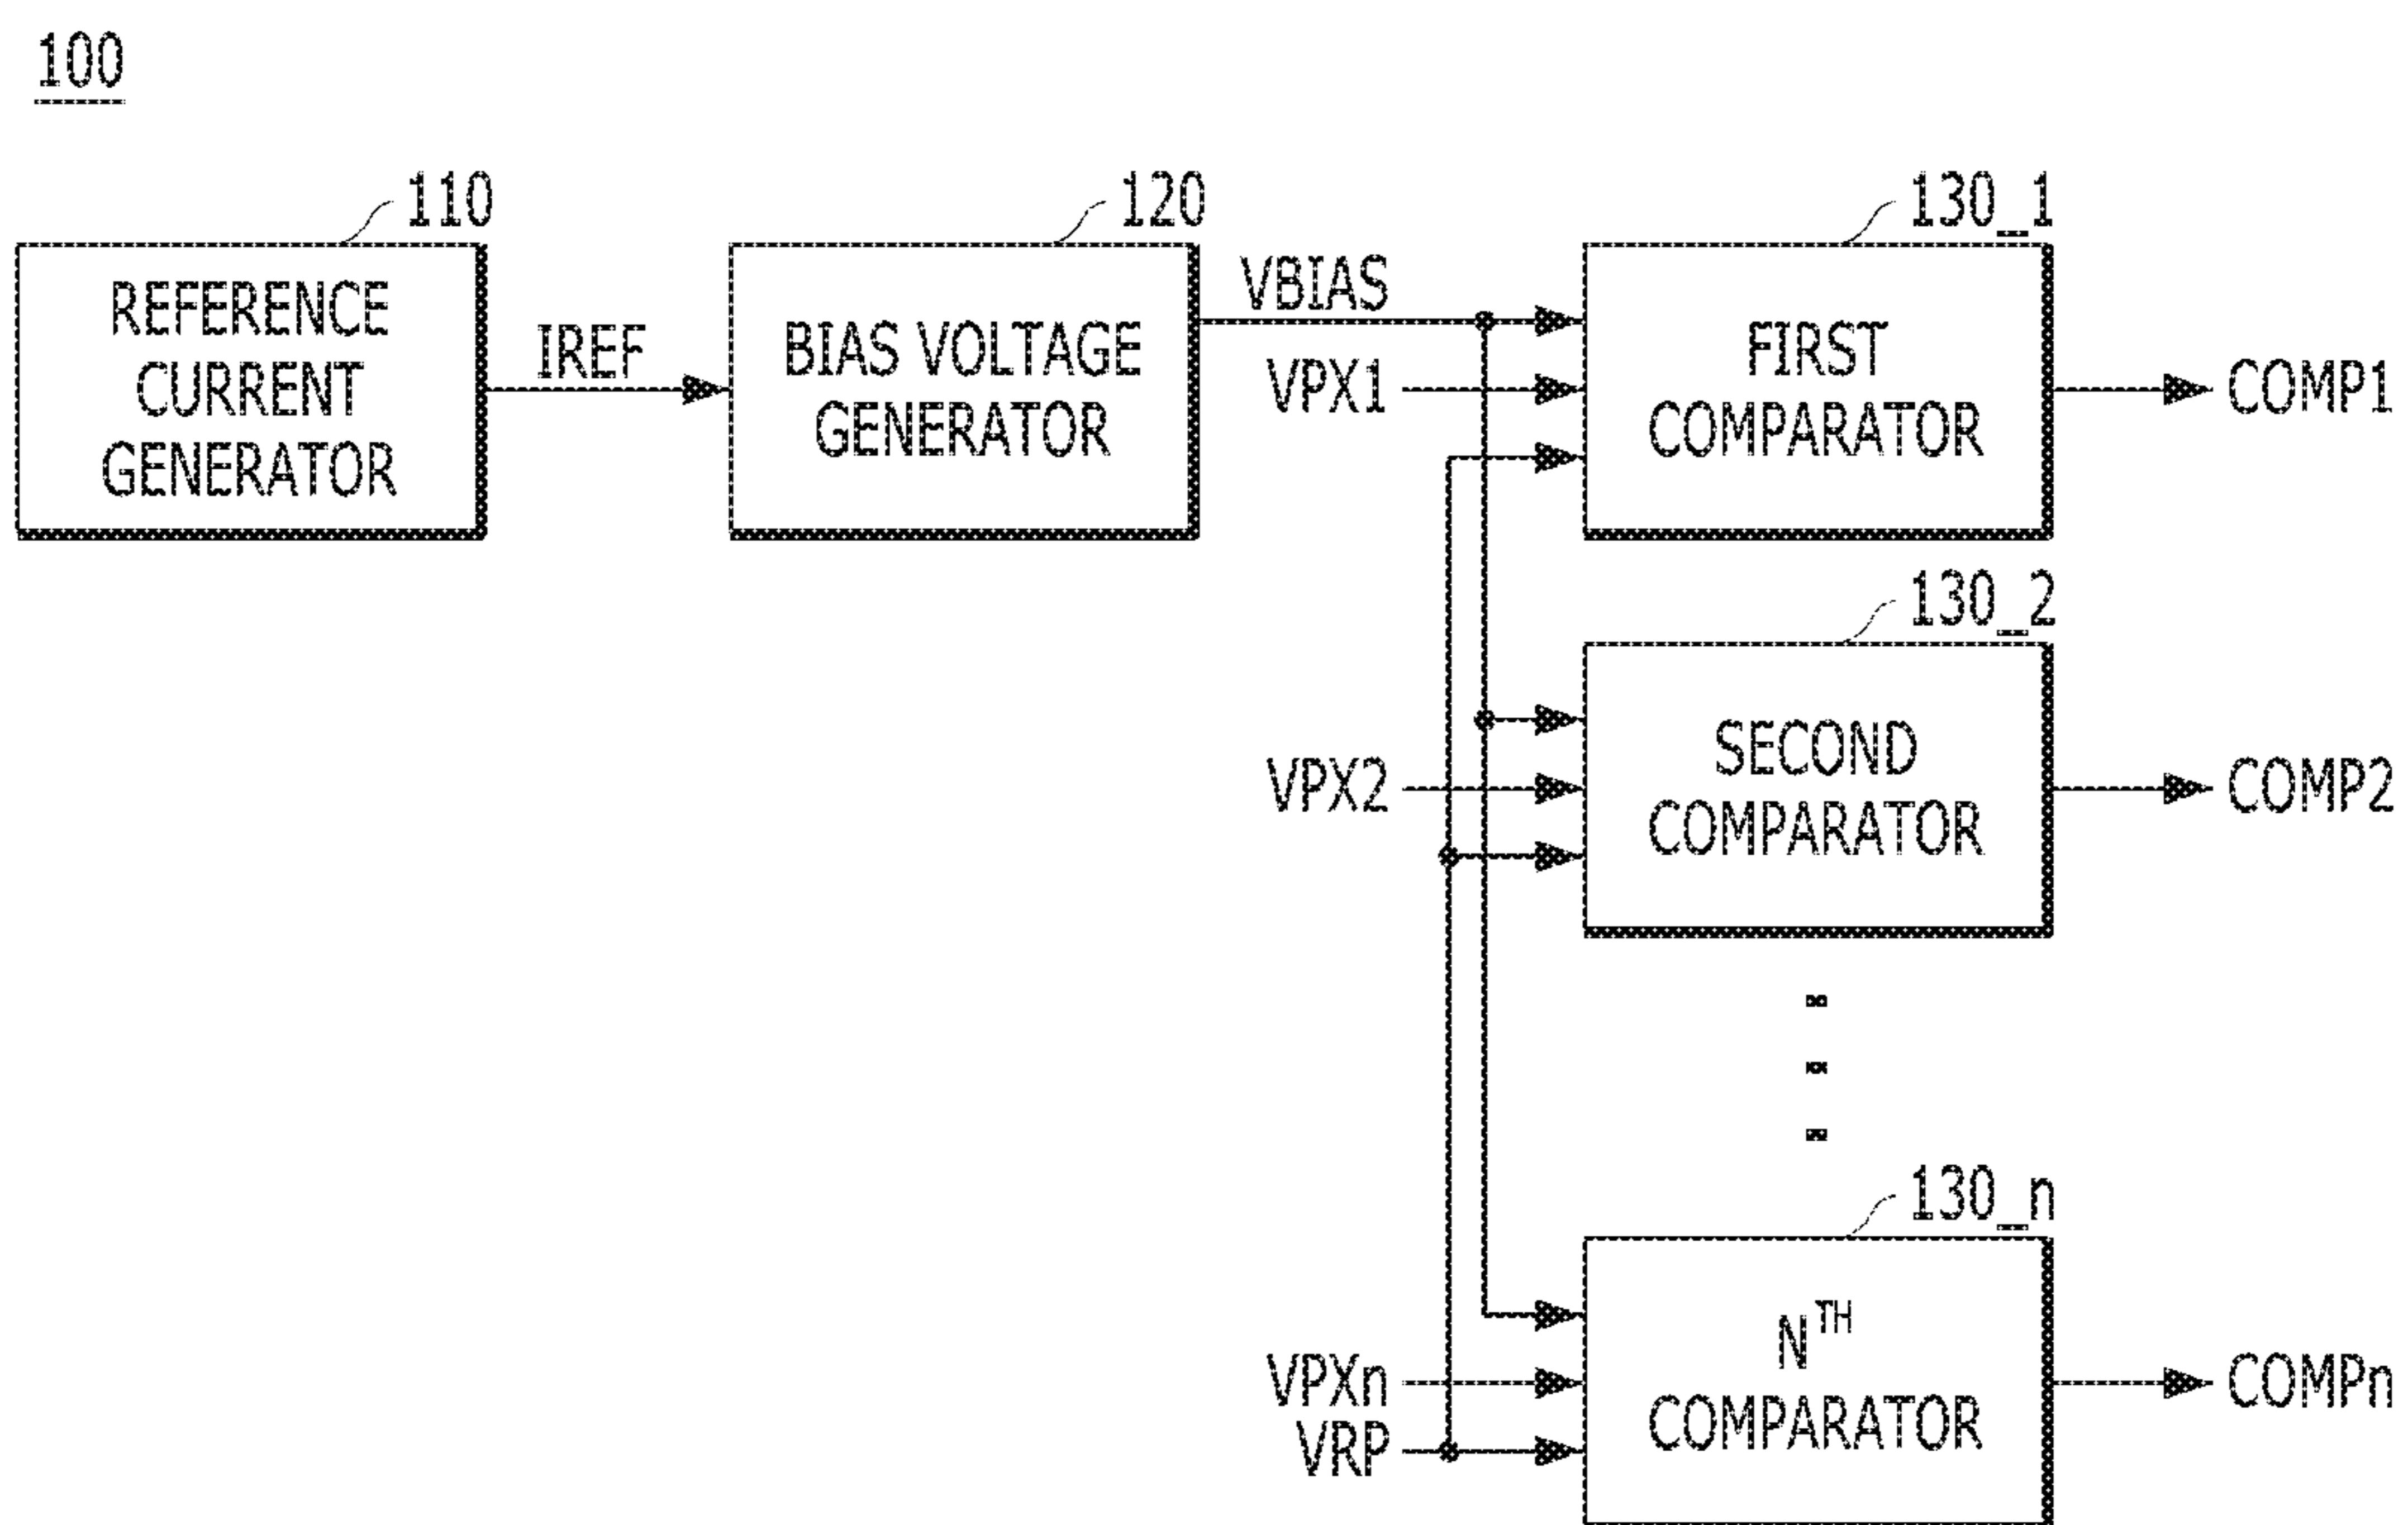 100
110
120
130_1
REFERENCE
CURRENT
GENERATOR
IREF
BIAS VOLTAGE
GENERATOR
VBIAS
VPX1
FIRST
COMPARATOR
COMP1
130_2
VPX2
SECOND
COMPARATOR
COMP2
130_n
VPXn
VRP
NTH
COMPARATOR
COMPn